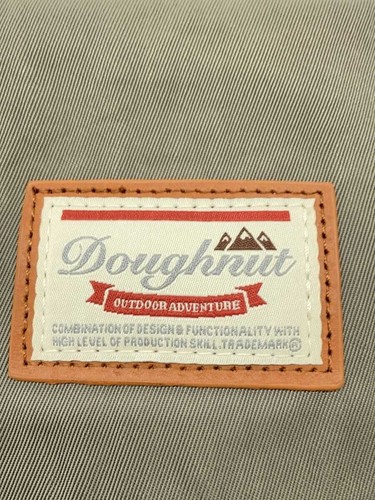 Doughnut
OUTDOOR ADVENTURE
COMBINATION OF DESIGN & FUNCTIONALITY WITH
HIGH LEVEL OF PRODUCTION SKILL. TRADEMARK®